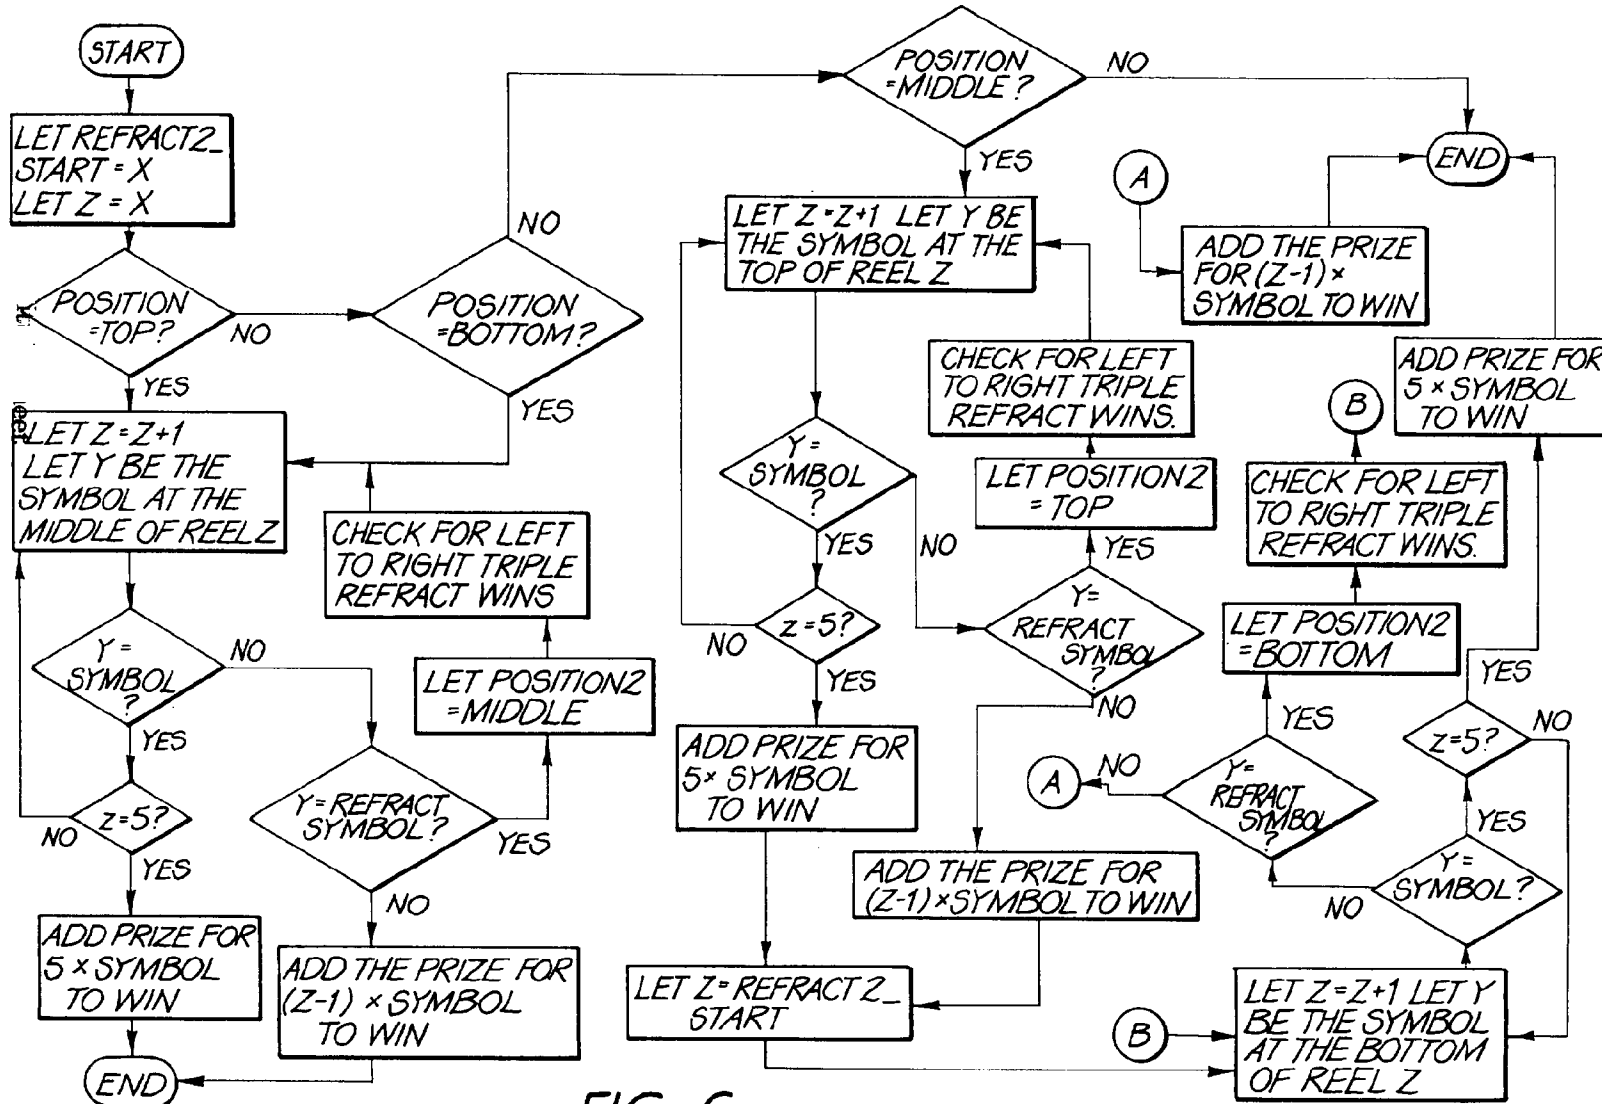 START
LET REFRACT2_
START = X
LET Z = X
POSITION
=TOP?
NO
YES
POSITION
=BOTTOM?
NO
YES
LET Z=Z+1
LET Y BE THE
SYMBOL AT THE
MIDDLE OF REEL Z
CHECK FOR LEFT
TO RIGHT TRIPLE
REFRACT WINS
LET POSITION2
=MIDDLE
Y=
SYMBOL
?
NO
YES
Z=5?
NO
YES
Y=REFRACT
SYMBOL?
YES
NO
ADD PRIZE FOR
5 × SYMBOL
TO WIN
ADD THE PRIZE FOR
(Z-1) × SYMBOL
TO WIN
END
POSITION
=MIDDLE?
NO
YES
END
LET Z=Z+1 LET Y BE
THE SYMBOL AT THE
TOP OF REEL Z
A
ADD THE PRIZE
FOR (Z-1)×
SYMBOL TO WIN
CHECK FOR LEFT
TO RIGHT TRIPLE
REFRACT WINS.
LET POSITION2
= TOP
Y=
SYMBOL
?
YES
NO
YES
Z=5?
NO
YES
Y=
REFRACT
SYMBOL
?
NO
ADD PRIZE FOR
5× SYMBOL
TO WIN
ADD THE PRIZE FOR
(Z-1)×SYMBOL TO WIN
LET Z=REFRACT2_
START
ADD PRIZE FOR
5 × SYMBOL
TO WIN
B
CHECK FOR LEFT
TO RIGHT TRIPLE
REFRACT WINS.
LET POSITION2
=BOTTOM
YES
YES
Z=5?
NO
A
NO
Y=
REFRACT
SYMBOL
?
YES
Y=
SYMBOL?
NO
B
LET Z=Z+1 LET Y
BE THE SYMBOL
AT THE BOTTOM
OF REEL Z